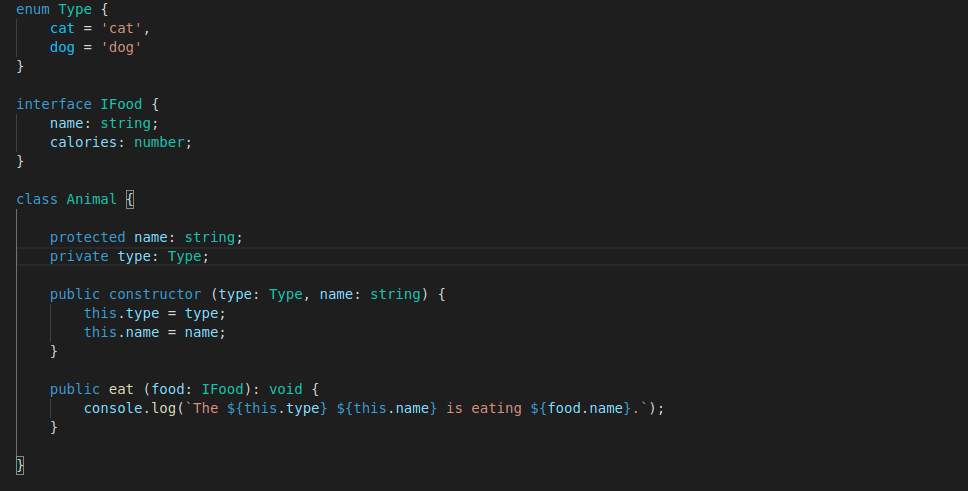 enum Type {
    cat = 'cat',
    dog = 'dog'
}

interface IFood {
    name: string;
    calories: number;
}

class Animal {

    protected name: string;
    private type: Type;

    public constructor (type: Type, name: string) {
        this.type = type;
        this.name = name;
    }

    public eat (food: IFood): void {
        console.log(`The ${this.type} ${this.name} is eating ${food.name}.`);
    }

}